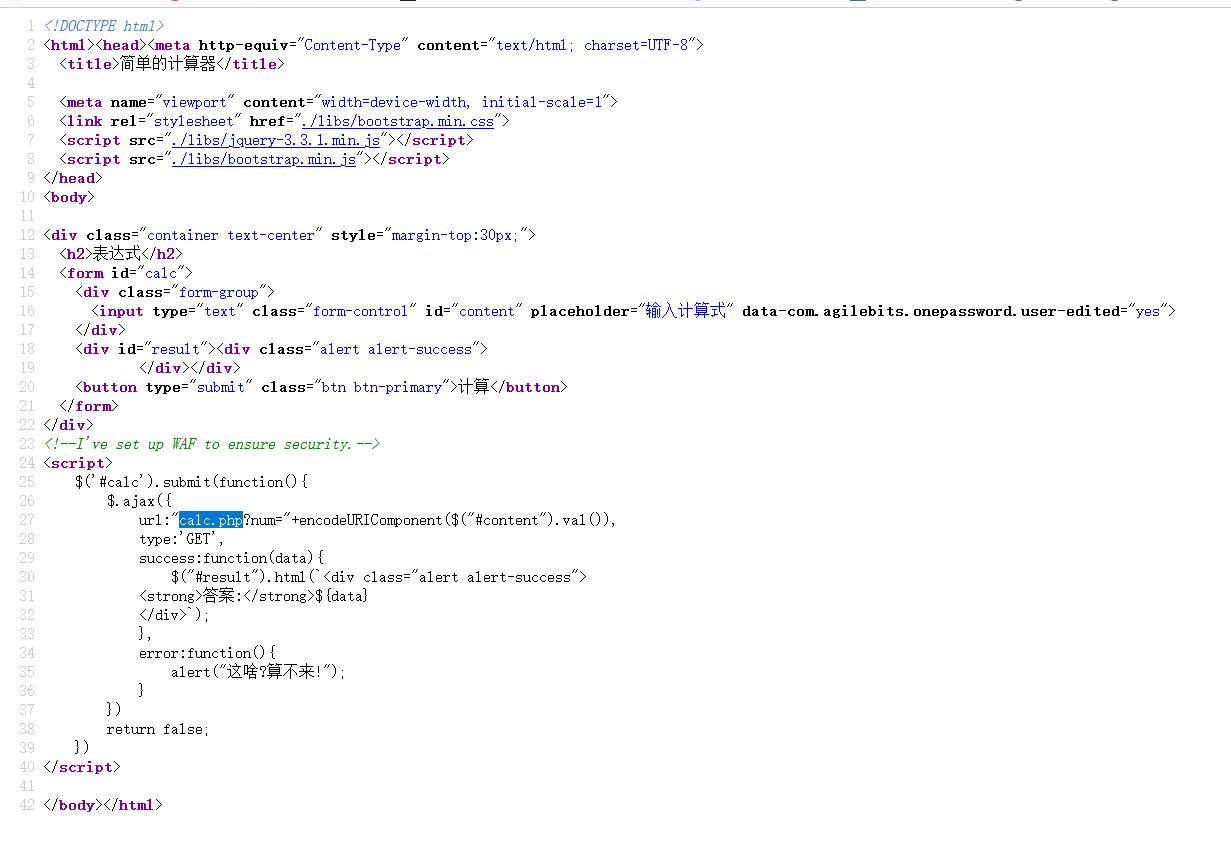 1 <!DOCTYPE html>
2 <html><head><meta http-equiv="Content-Type" content="text/html; charset=UTF-8">
3   <title>简单的计算器</title>
4
5   <meta name="viewport" content="width=device-width, initial-scale=1">
6   <link rel="stylesheet" href="./libs/bootstrap.min.css">
7   <script src="./libs/jquery-3.3.1.min.js"></script>
8   <script src="./libs/bootstrap.min.js"></script>
9 </head>
10 <body>
11
12 <div class="container text-center" style="margin-top:30px;">
13   <h2>表达式</h2>
14   <form id="calc">
15     <div class="form-group">
16       <input type="text" class="form-control" id="content" placeholder="输入计算式" data-com.agilebits.onepassword.user-edited="yes">
17     </div>
18     <div id="result"><div class="alert alert-success">
19             </div></div>
20     <button type="submit" class="btn btn-primary">计算</button>
21   </form>
22 </div>
23 <!--I've set up WAF to ensure security.-->
24 <script>
25     $('#calc').submit(function(){
26         $.ajax({
27             url:"calc.php?num="+encodeURIComponent($("#content").val()),
28             type:'GET',
29             success:function(data){
30                 $("#result").html(`<div class="alert alert-success">
31             <strong>答案:</strong>${data}
32             </div>`);
33             },
34             error:function(){
35                 alert("这啥?算不来!");
36             }
37         })
38         return false;
39     })
40 </script>
41
42 </body></html>